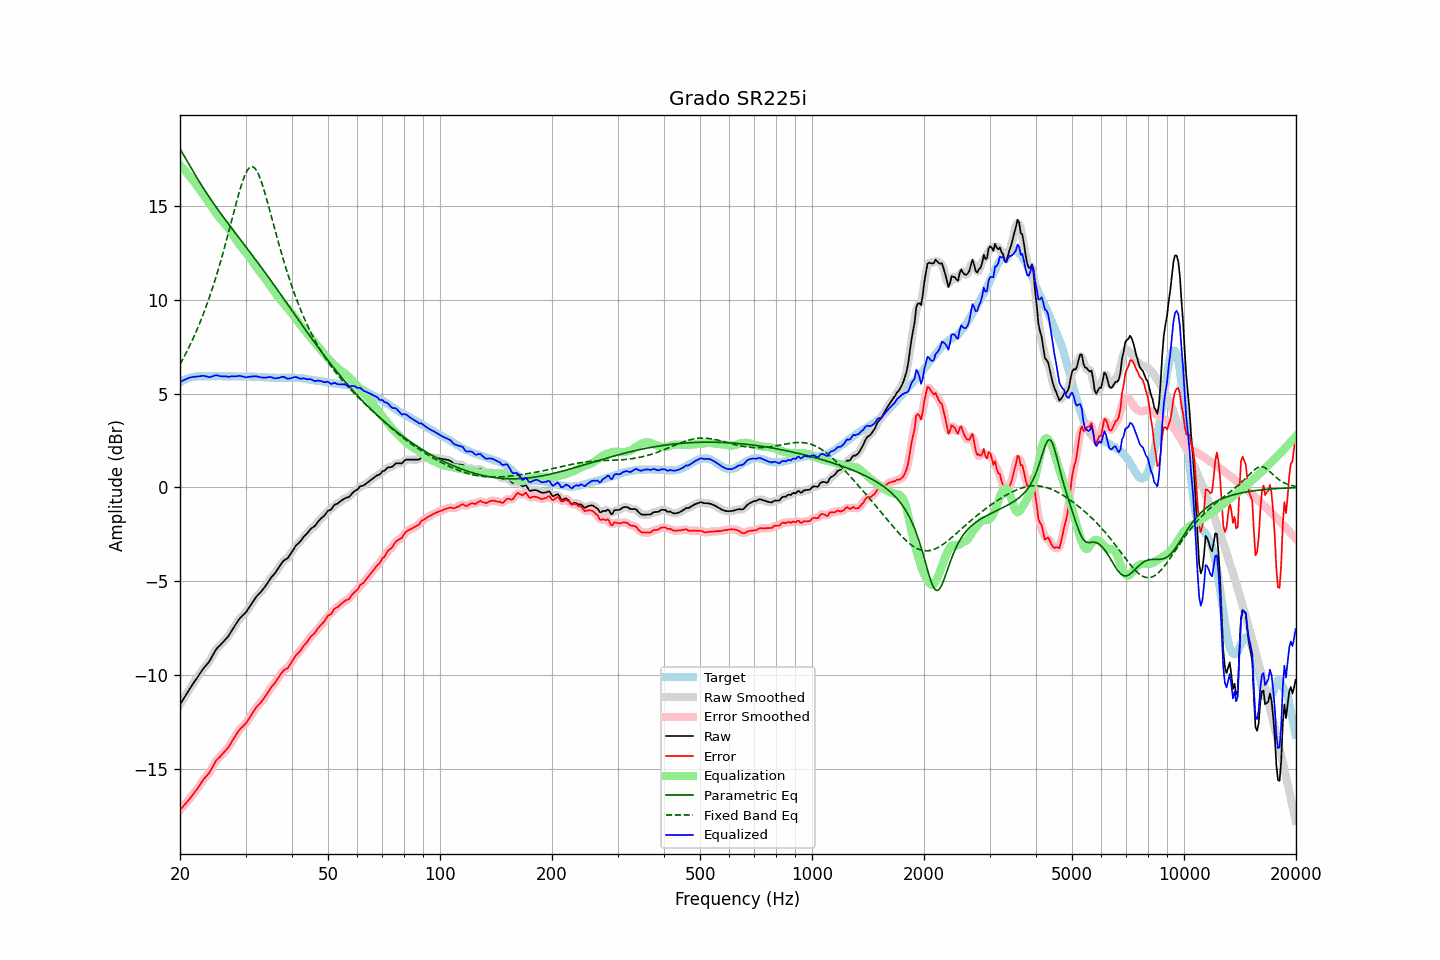 Grado SR225i
Amplitude (dBr)
15
10
5
0
−5
−10
−15
Target
Raw Smoothed
Error Smoothed
Raw
Error
Equalization
Parametric Eq
Fixed Band Eq
Equalized
20 50 100 200 500 1000 2000 5000 10000 20000
Frequency (Hz)